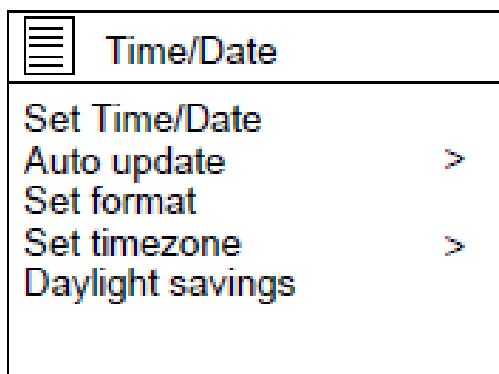 Time/Date
Set Time/Date
Auto update >
Set format
Set timezone >
Daylight savings